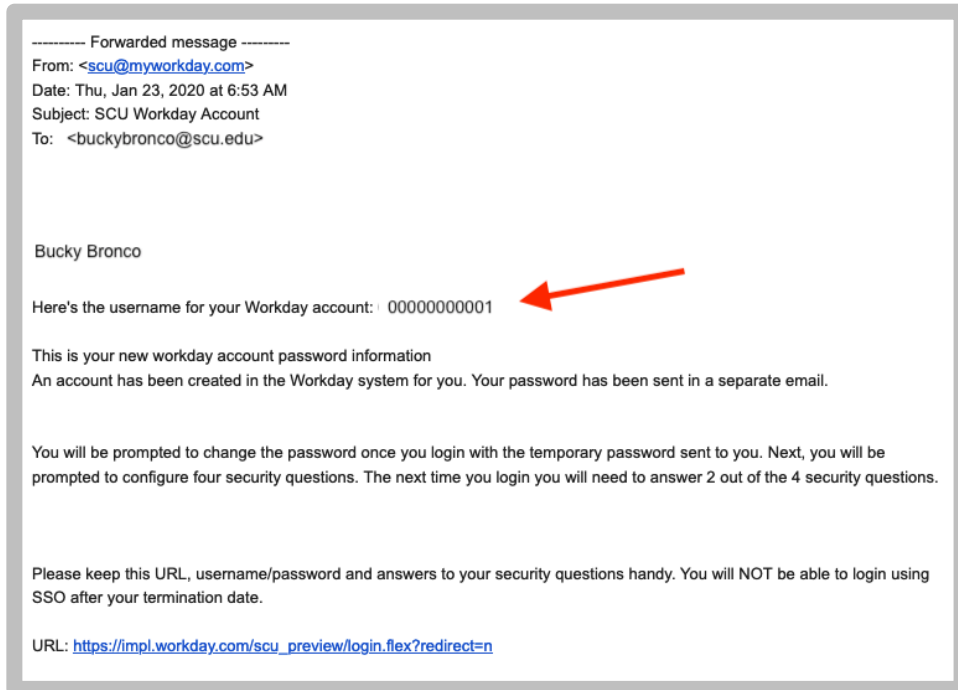 ---------- Forwarded message ---------
From: <scu@myworkday.com>
Date: Thu, Jan 23, 2020 at 6:53 AM
Subject: SCU Workday Account
To: <buckybronco@scu.edu>
Bucky Bronco
Here's the username for your Workday account: 00000000001
This is your new workday account password information
An account has been created in the Workday system for you. Your password has been sent in a separate email.
You will be prompted to change the password once you login with the temporary password sent to you. Next, you will be
prompted to configure four security questions. The next time you login you will need to answer 2 out of the 4 security questions.
Please keep this URL, username/password and answers to your security questions handy. You will NOT be able to login using
SSO after your termination date.
URL: https://impl.workday.com/scu_preview/login.flex?redirect=n